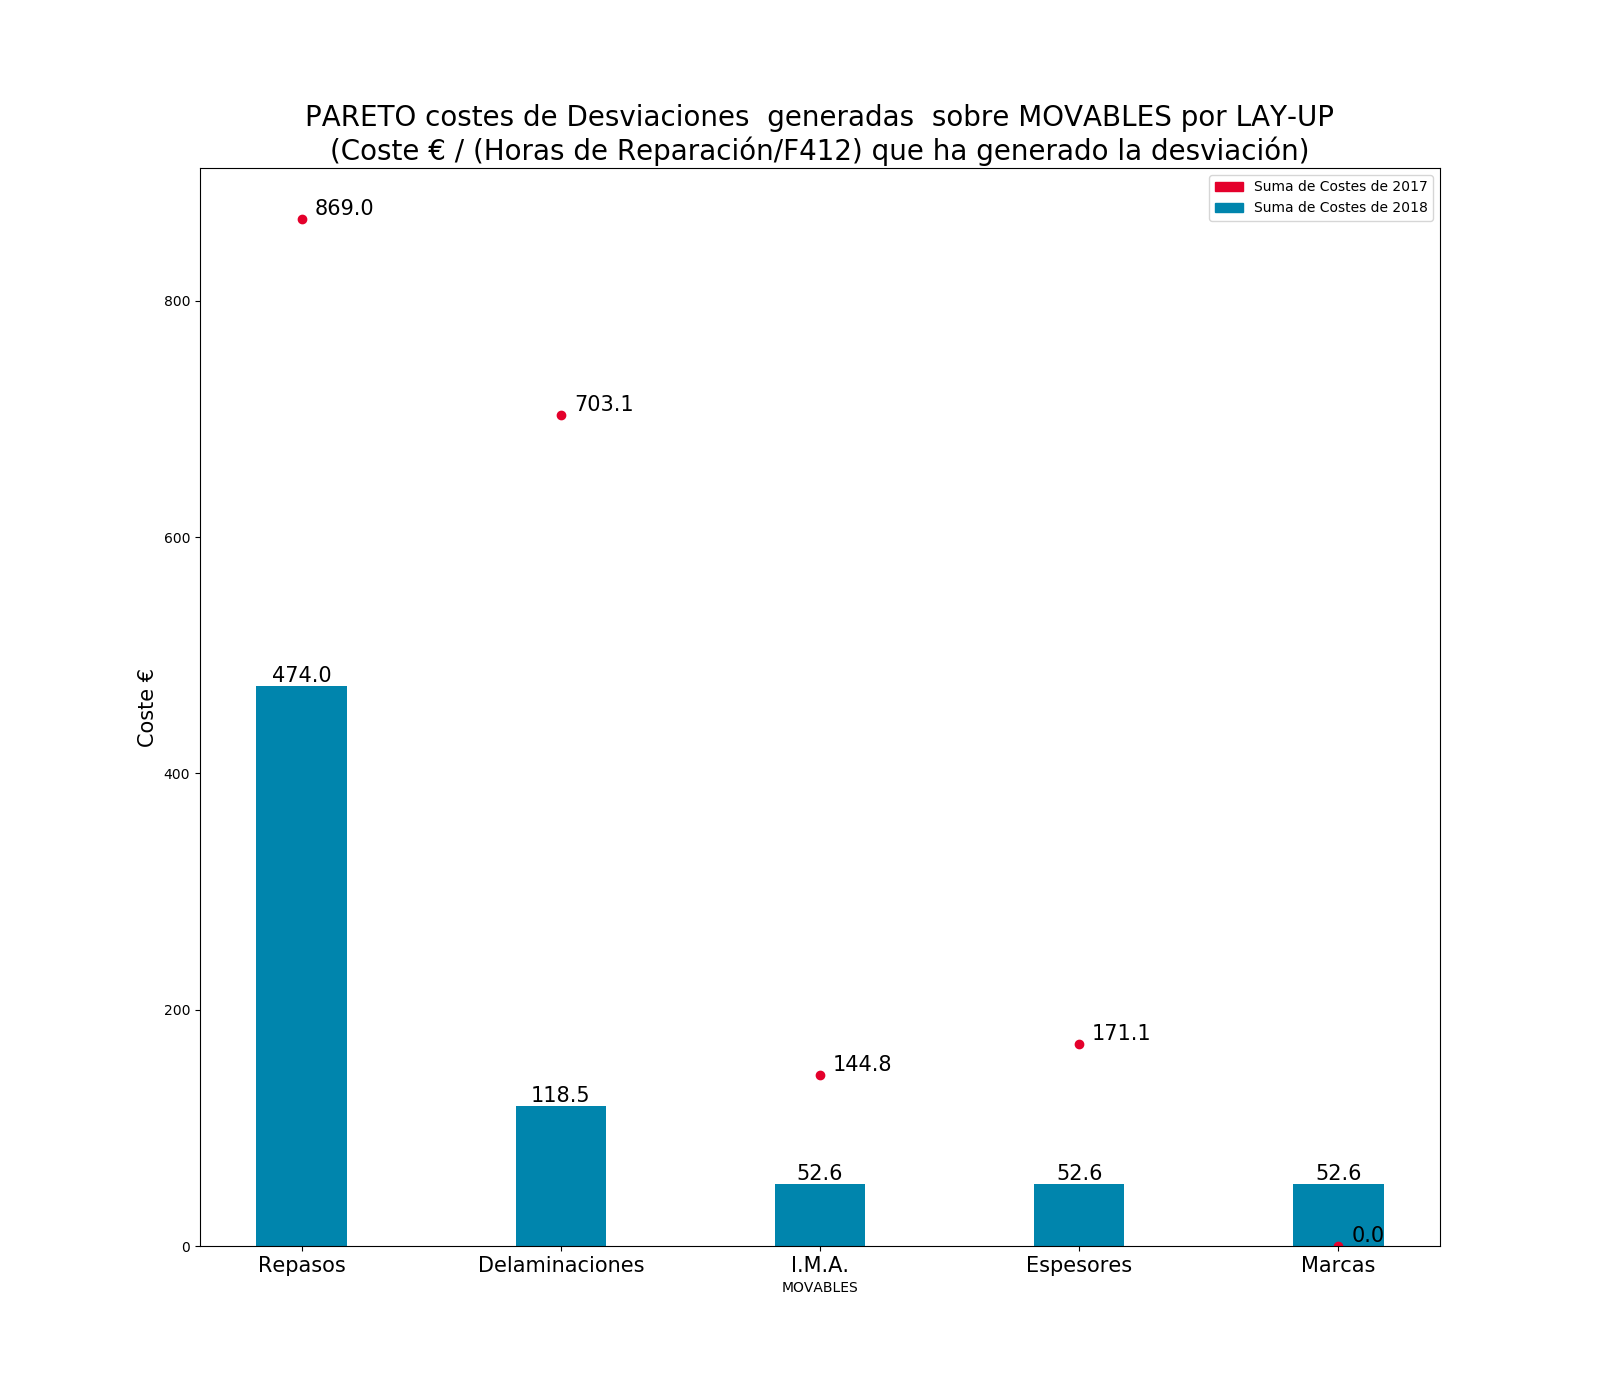 PARETO costes de Desviaciones  generadas  sobre MOVABLES por LAY-UP
(Coste € / (Horas de Reparación/F412) que ha generado la desviación)
Suma de Costes de 2017
Suma de Costes de 2018
869.0
703.1
474.0
118.5
144.8
171.1
52.6
52.6
52.6
0.0
800
600
400
200
0
Coste €
Repasos
Delaminaciones
I.M.A.
Espesores
Marcas
MOVABLES